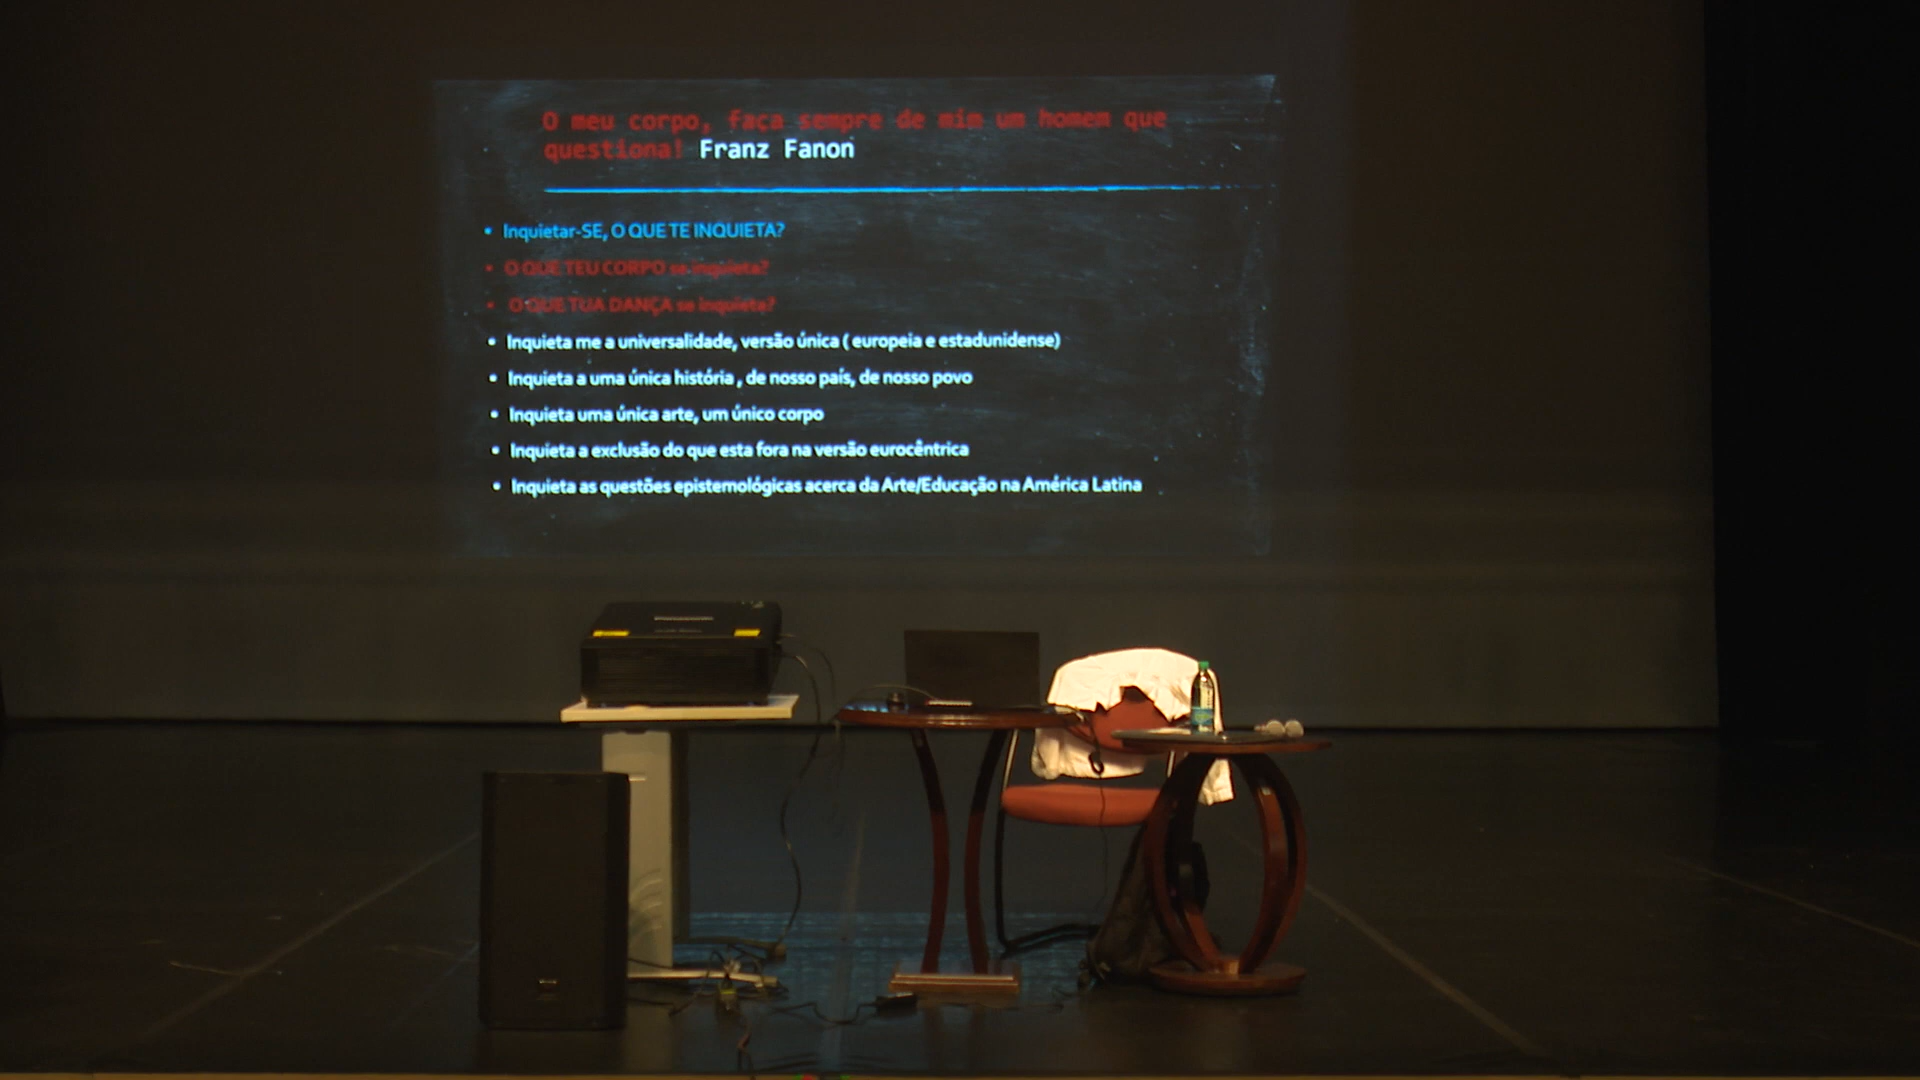 O meu corpo, faça sempre de mim um homem que
questiona! Franz Fanon
• Inquietar-SE, O QUE TE INQUIETA?
• O QUE TEU CORPO se inquieta?
• O QUE TUA DANÇA se inquieta?
• Inquieta me a universalidade, versão única ( europeia e estadunidense)
• Inquieta a uma única história , de nosso país, de nosso povo
• Inquieta uma única arte, um único corpo
• Inquieta a exclusão do que esta fora na versão eurocêntrica
• Inquieta as questões epistemológicas acerca da Arte/Educação na América Latina